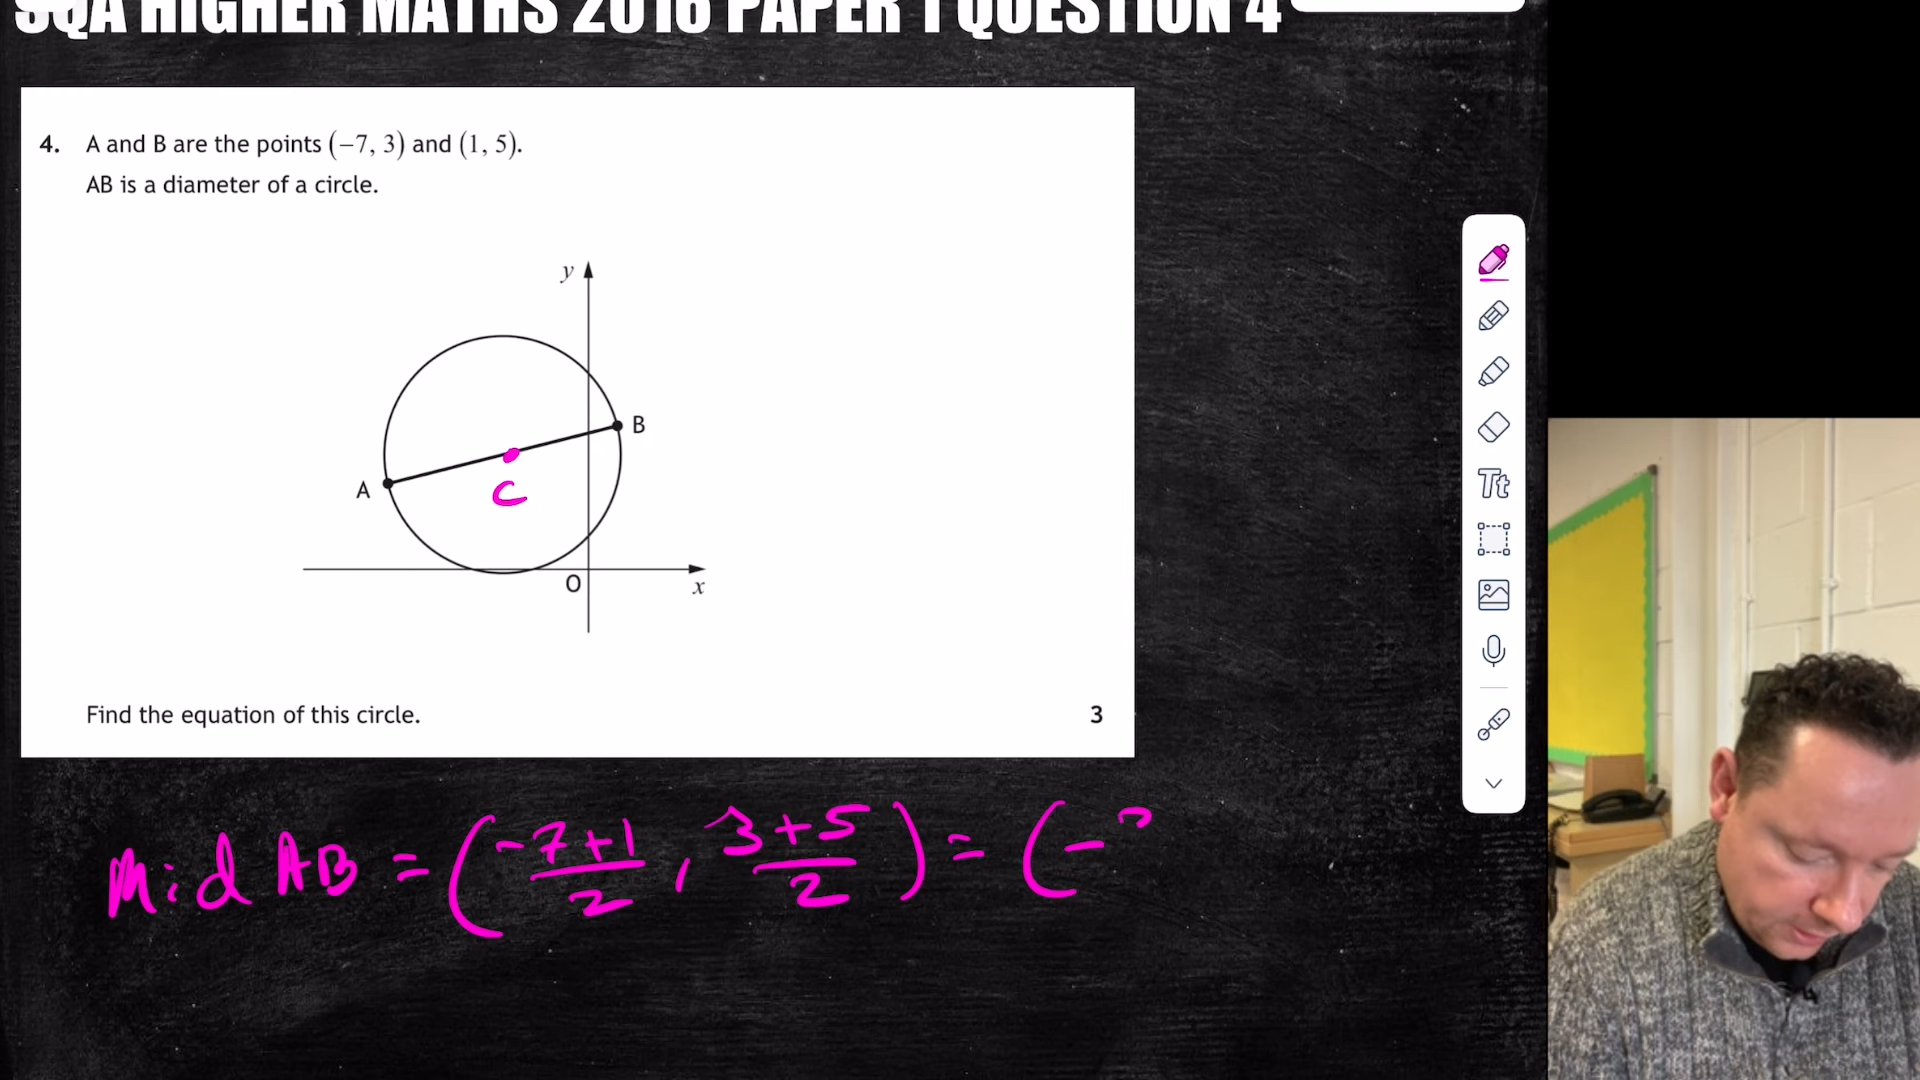 SQA HIGHER MATHS 2016 PAPER 1 QUESTION 4
4. A and B are the points (−7, 3) and (1, 5).
AB is a diameter of a circle.
y
B
A
C
O
x
Find the equation of this circle. 3
Mid AB = (-7+1/2, 3+5/2) = (-
Tt